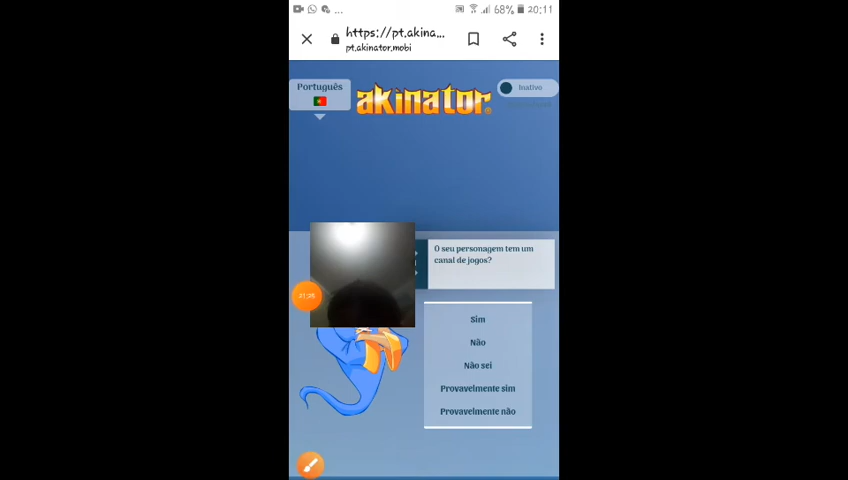 ... 68% 20:11
https://pt.akina...
pt.akinator.mobi
Português
akinator®
Inativo
O seu personagem tem um
canal de jogos?
Sim
Não
Não sei
Provavelmente sim
Provavelmente não